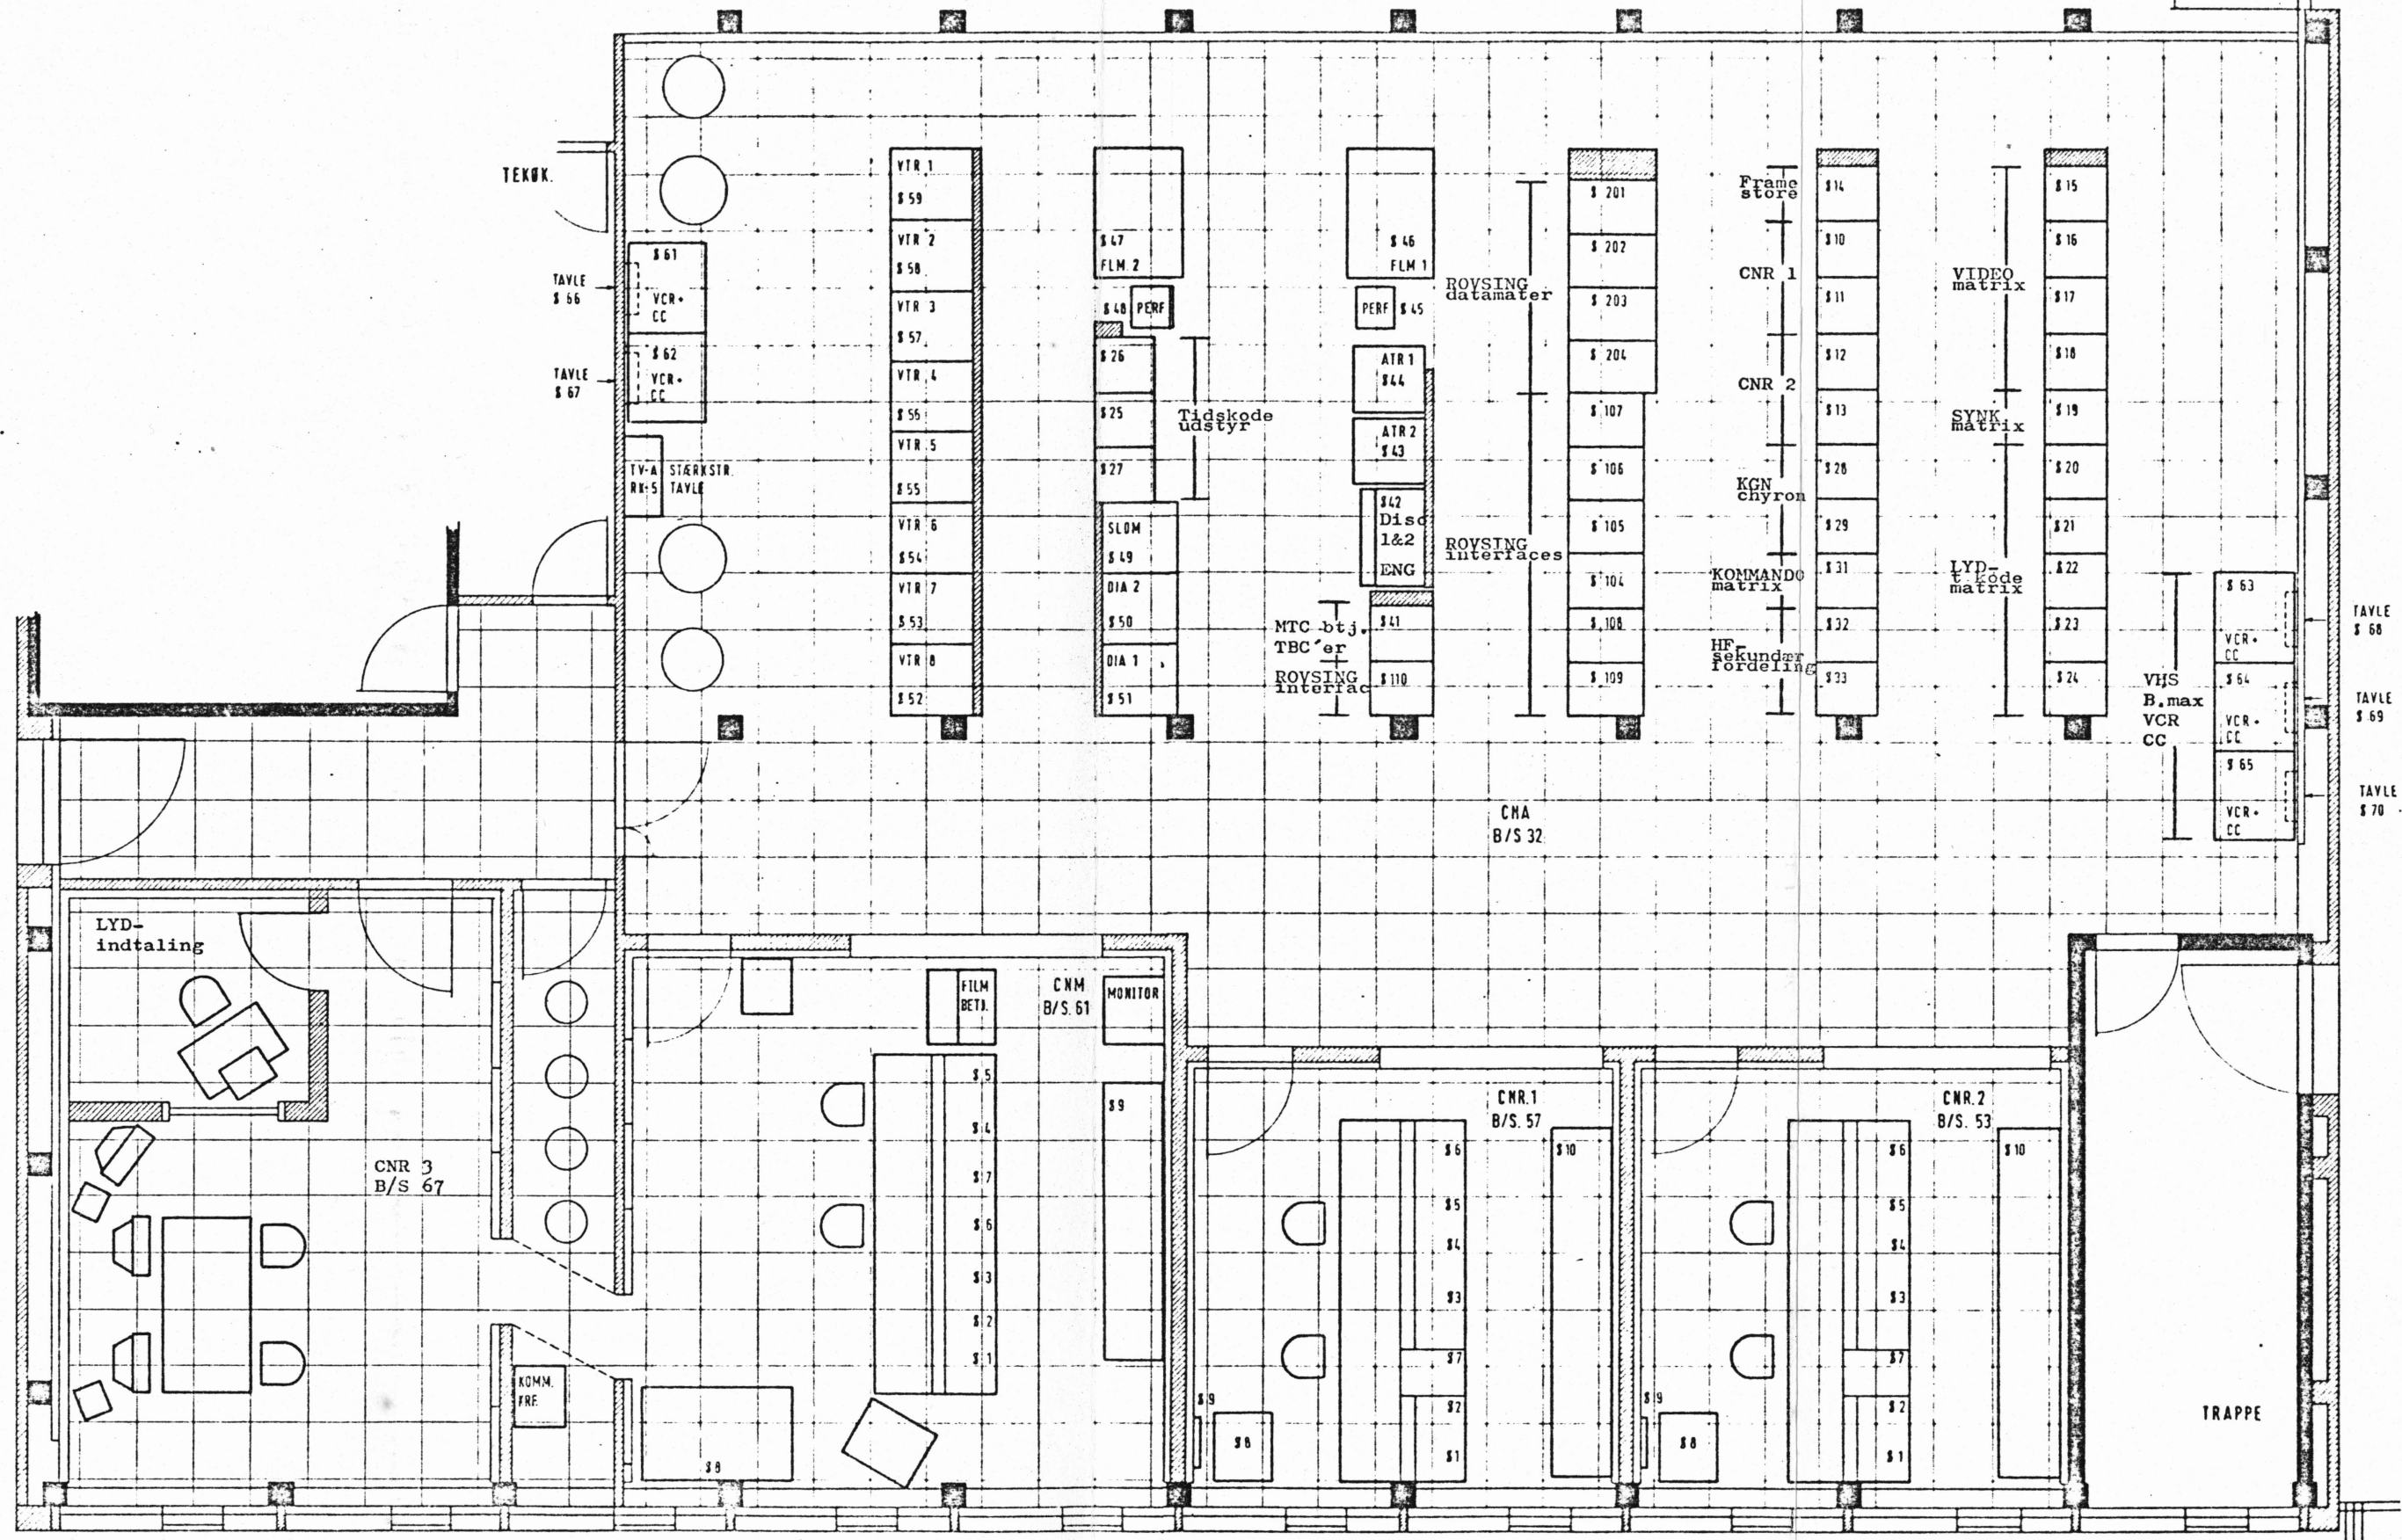 TEKØK.
TAVLE
S 66
TAVLE
S 67
S 61
VCR+
CC
S 62
VCR+
CC
TV-A
RK-5
STÆRKSTR.
TAVLE
VTR 1
S 59
VTR 2
S 58
VTR 3
S 57
VTR 4
S 55
VTR 5
S 55
VTR 6
S 54
VTR 7
S 53
VTR 8
S 52
S 47
FLM. 2
S 48
PERF
S 26
S 25
S 27
Tidskode
udstyr
SLOM
S 49
DIA 2
S 50
DIA 1
S 51
S 46
FLM 1
PERF
S 45
ATR 1
S 44
ATR 2
S 43
S 42
Disc
1&2
ENG
MTC btj.
TBC'er
ROVSING
interfac
S 41
S 110
ROVSING
datamater
ROVSING
interfaces
S 201
S 202
S 203
S 204
S 107
S 106
S 105
S 104
S 108
S 109
Frame
store
CNR 1
CNR 2
KGN
chyron
KOMMANDO
matrix
HF-
sekundær
fordeling
S 14
S 10
S 11
S 12
S 13
S 28
S 29
S 31
S 32
S 33
VIDEO
matrix
SYNK
matrix
LYD-
t kode
matrix
S 15
S 16
S 17
S 18
S 19
S 20
S 21
S 22
S 23
S 24
VHS
B.max
VCR
CC
S 63
VCR+
CC
S 64
VCR+
CC
S 65
VCR+
CC
TAVLE
S 68
TAVLE
S 69
TAVLE
S 70
CMA
B/S 32
LYD-
indtaling
CNR 3
B/S 67
KOMM.
FRF.
FILM
BETJ.
CNM
B/S. 61
MONITOR
S 5
S 4
S 7
S 6
S 3
S 2
S 1
S 9
S 8
CNR.1
B/S. 57
S 6
S 5
S 4
S 3
S 7
S 2
S 1
S 10
S 9
S 8
CNR.2
B/S. 53
S 6
S 5
S 4
S 3
S 7
S 2
S 1
S 10
S 9
S 8
TRAPPE